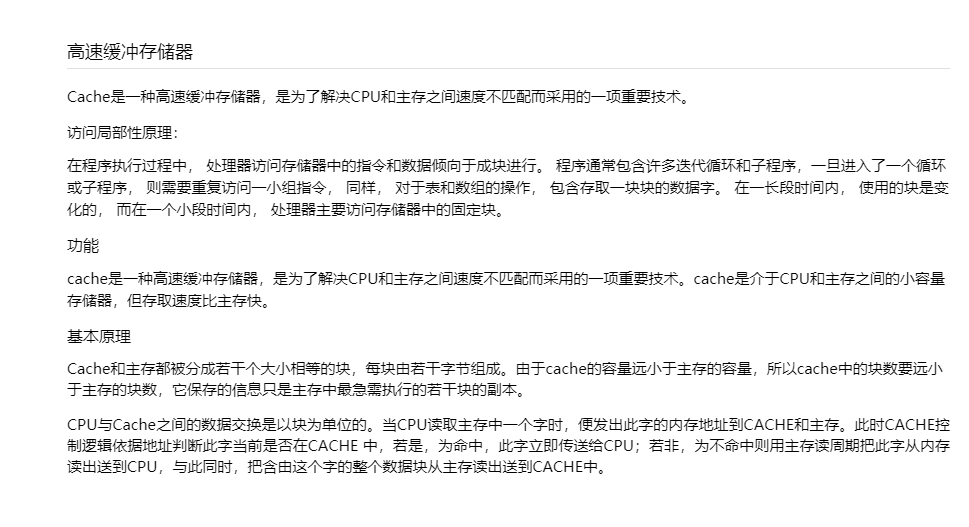 高速缓冲存储器
Cache是一种高速缓冲存储器，是为了解决CPU和主存之间速度不匹配而采用的一项重要技术。
访问局部性原理：
在程序执行过程中， 处理器访问存储器中的指令和数据倾向于成块进行。 程序通常包含许多迭代循环和子程序，一旦进入了一个循环
或子程序， 则需要重复访问一小组指令， 同样， 对于表和数组的操作， 包含存取一块块的数据字。 在一长段时间内， 使用的块是变
化的， 而在一个小段时间内， 处理器主要访问存储器中的固定块。
功能
cache是一种高速缓冲存储器，是为了解决CPU和主存之间速度不匹配而采用的一项重要技术。cache是介于CPU和主存之间的小容量
存储器，但存取速度比主存快。
基本原理
Cache和主存都被分成若干个大小相等的块，每块由若干字节组成。由于cache的容量远小于主存的容量，所以cache中的块数要远小
于主存的块数，它保存的信息只是主存中最急需执行的若干块的副本。
CPU与Cache之间的数据交换是以块为单位的。当CPU读取主存中一个字时，便发出此字的内存地址到CACHE和主存。此时CACHE控
制逻辑依据地址判断此字当前是否在CACHE 中，若是，为命中，此字立即传送给CPU；若非，为不命中则用主存读周期把此字从内存
读出送到CPU，与此同时，把含由这个字的整个数据块从主存读出送到CACHE中。